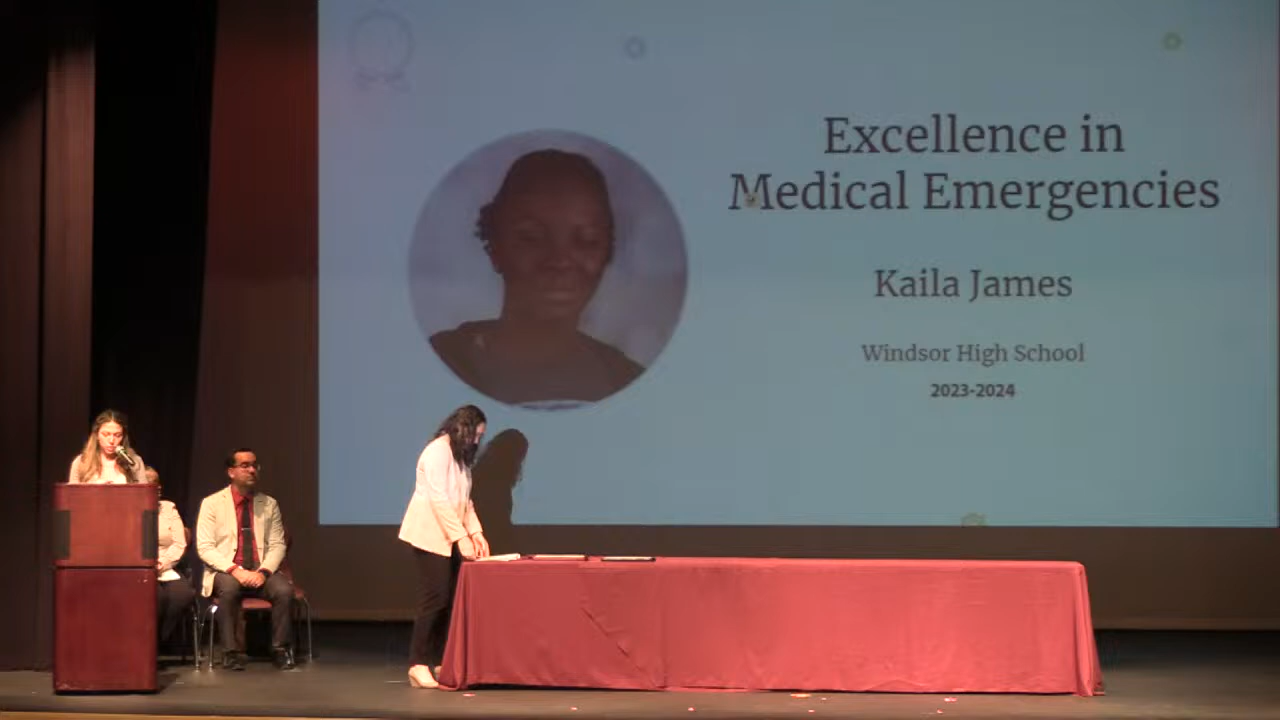 Excellence in
Medical Emergencies
Kaila James
Windsor High School
2023-2024